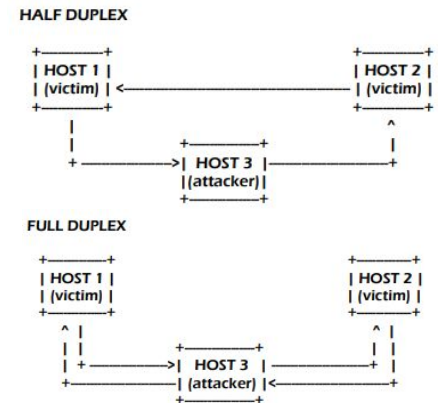 HALF DUPLEX
HOST 1 HOST 2
(victim) (victim)
HOST 3
(attacker)
FULL DUPLEX
HOST 1 HOST 2
(victim) (victim)
HOST 3
(attacker)